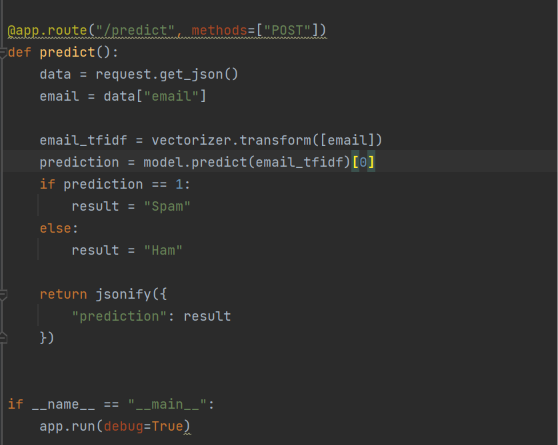 @app.route("/predict", methods=["POST"])
def predict():
    data = request.get_json()
    email = data["email"]

    email_tfidf = vectorizer.transform([email])
    prediction = model.predict(email_tfidf)[0]
    if prediction == 1:
        result = "Spam"
    else:
        result = "Ham"

    return jsonify({
        "prediction": result
    })


if __name__ == "__main__":
    app.run(debug=True)